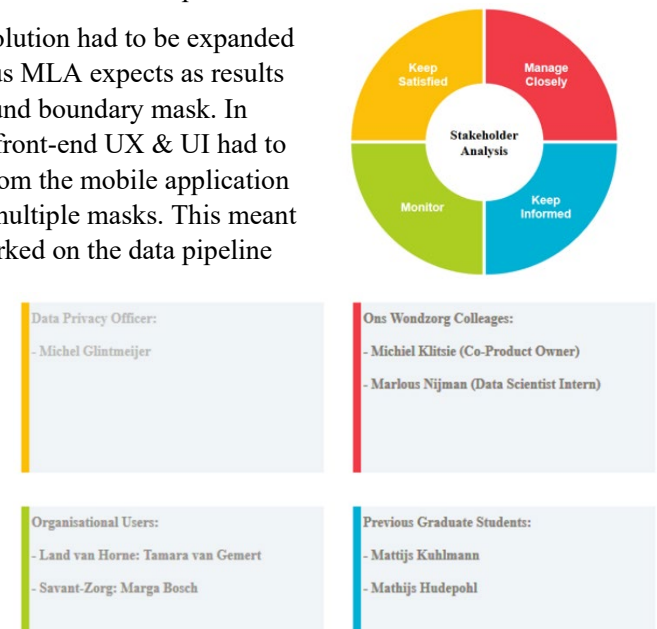 olution had to be expanded
us MLA expects as results
und boundary mask. In
front-end UX & UI had to
om the mobile application
multiple masks. This meant
rked on the data pipeline
Keep
Satisfied
Manage
Closely
Stakeholder
Analysis
Monitor
Keep
Informed
Data Privacy Officer:
- Michel Glintmeijer
Ons Wondzorg Colleages:
- Michiel Klitsie (Co-Product Owner)
- Marlous Nijman (Data Scientist Intern)
Organisational Users:
- Land van Horne: Tamara van Gemert
- Savant-Zorg: Marga Bosch
Previous Graduate Students:
- Mattijs Kuhlmann
- Mathijs Hudepohl